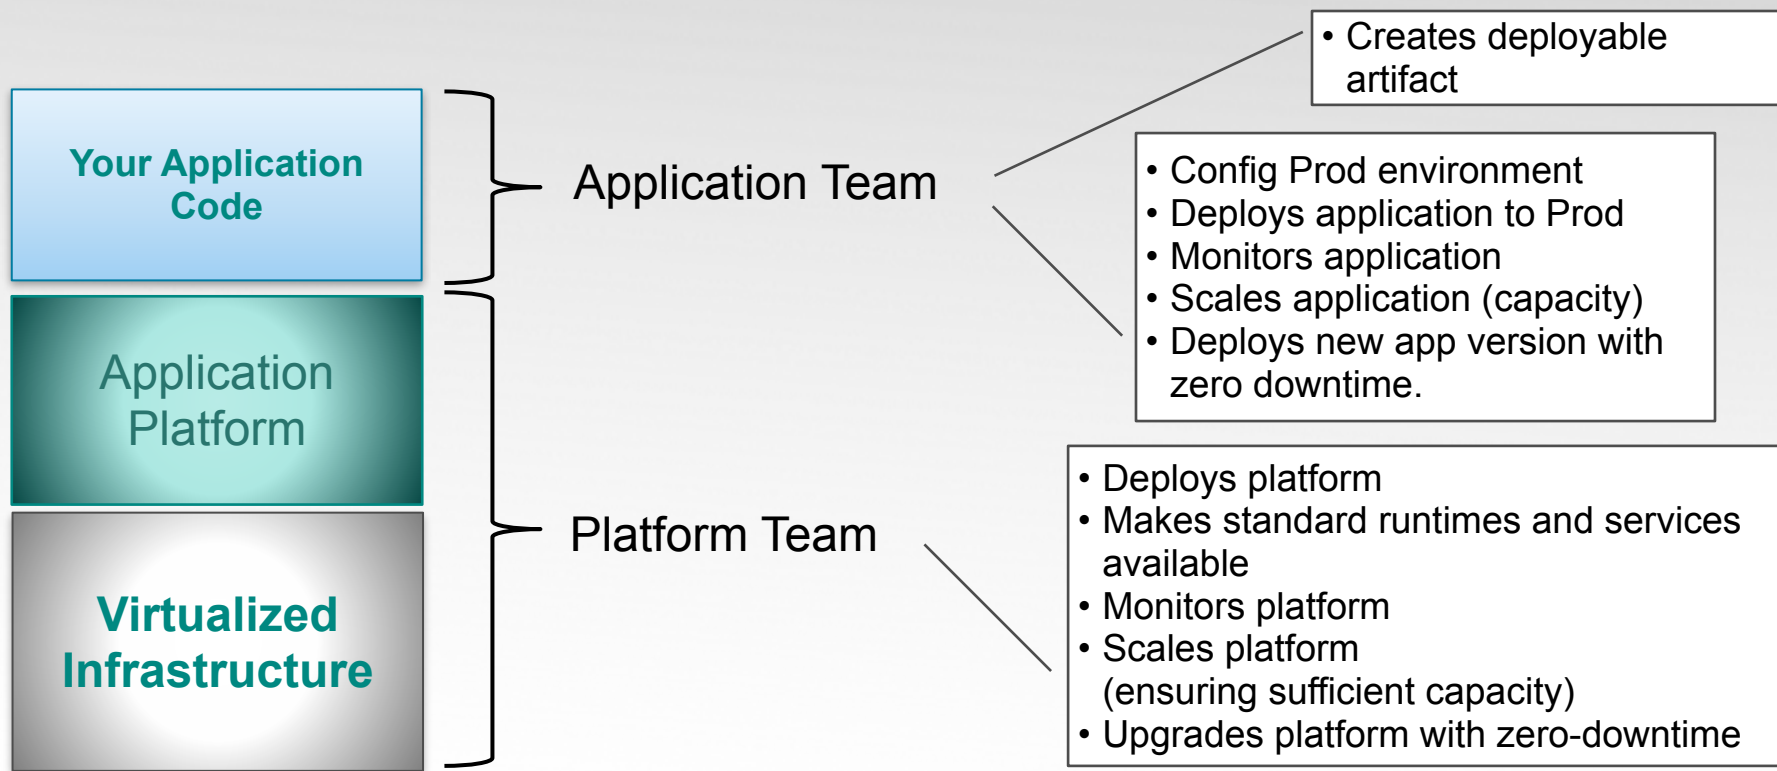 Your Application
Code
Application
Platform
Virtualized
Infrastructure
Application Team
Platform Team
• Creates deployable
artifact
• Config Prod environment
• Deploys application to Prod
• Monitors application
• Scales application (capacity)
• Deploys new app version with
zero downtime.
• Deploys platform
• Makes standard runtimes and services
available
• Monitors platform
• Scales platform
(ensuring sufficient capacity)
• Upgrades platform with zero-downtime